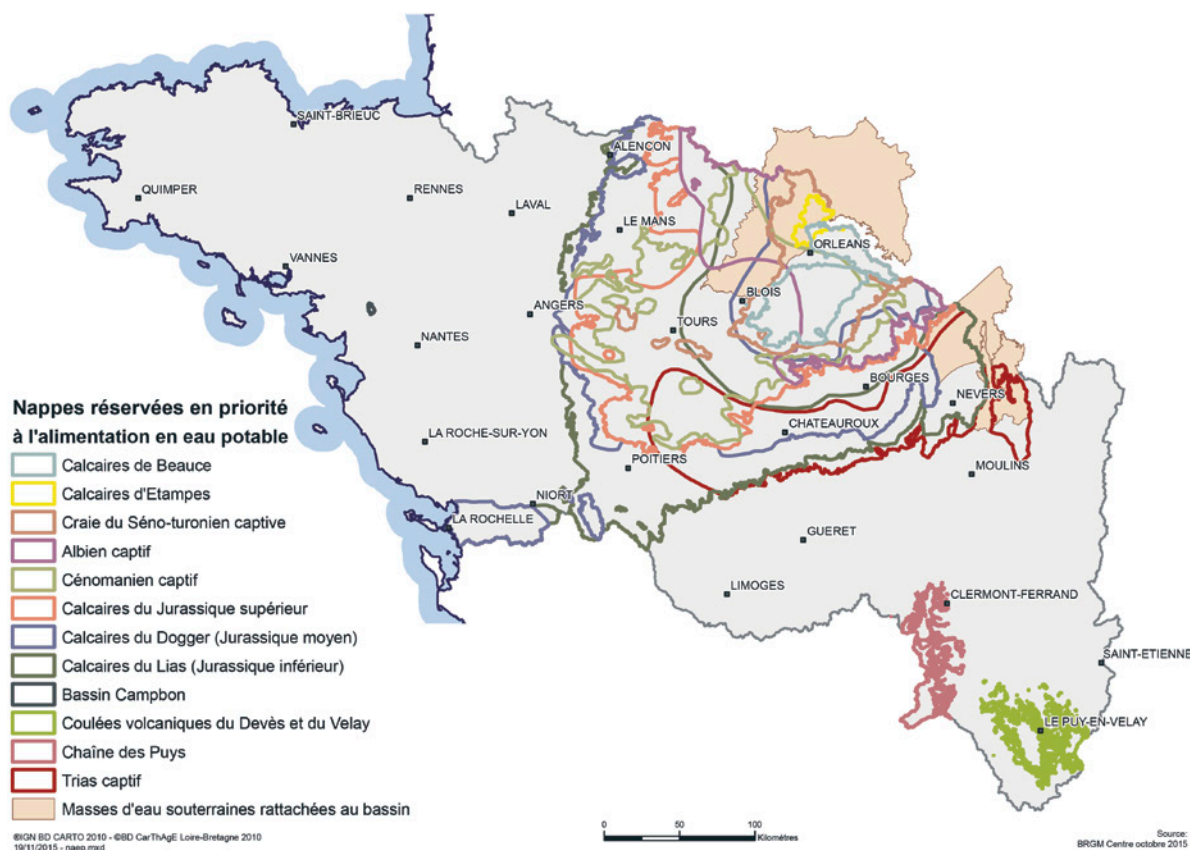 SAINT-BRIEUC
ALENCON
QUIMPER
RENNES
LAVAL
LE MANS
ORLEANS
VANNES
BLOIS
ANGERS
TOURS
NANTES
BOURGES
NEVERS
CHATEAUROUX
LA ROCHE-SUR-YON
POITIERS
MOULINS
NIORT
LA ROCHELLE
GUERET
LIMOGES
CLERMONT-FERRAND
SAINT-ETIENNE
LE PUY-EN-VELAY
Nappes réservées en priorité
à l'alimentation en eau potable
Calcaires de Beauce
Calcaires d'Etampes
Craie du Séno-turonien captive
Albien captif
Cénomanien captif
Calcaires du Jurassique supérieur
Calcaires du Dogger (Jurassique moyen)
Calcaires du Lias (Jurassique inférieur)
Bassin Campbon
Coulées volcaniques du Devès et du Velay
Chaîne des Puys
Trias captif
Masses d'eau souterraines rattachées au bassin
©IGN BD CARTO 2010 - ©BD CarThAgE Loire-Bretagne 2010
19/11/2015 - naep.mxd
0 50 100
Kilomètres
Source:
BRGM Centre octobre 2015